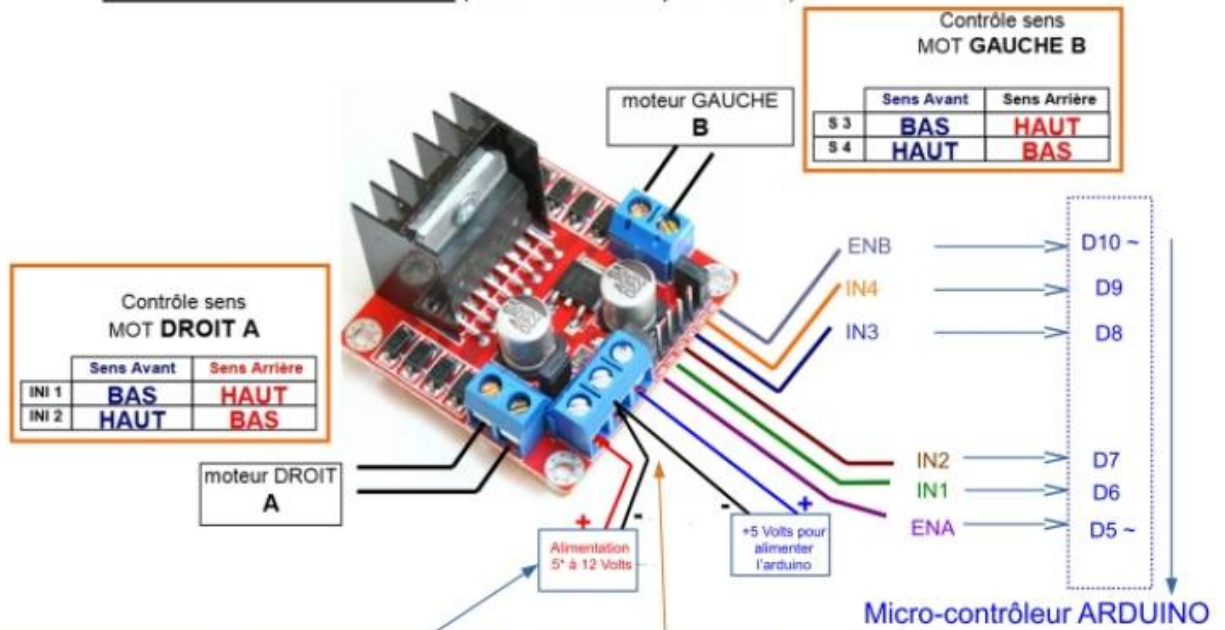 Contrôle sens
MOT GAUCHE B
Sens Avant Sens Arrière
S 3 BAS HAUT
S 4 HAUT BAS
moteur GAUCHE
B
ENB D10 ~
IN4 D9
IN3 D8
Contrôle sens
MOT DROIT A
Sens Avant Sens Arrière
INI 1 BAS HAUT
INI 2 HAUT BAS
moteur DROIT
A
IN2 D7
IN1 D6
ENA D5 ~
+ -
Alimentation
5* à 12 Volts
- +
+5 Volts pour
alimenter
l'arduino
Micro-contrôleur ARDUINO